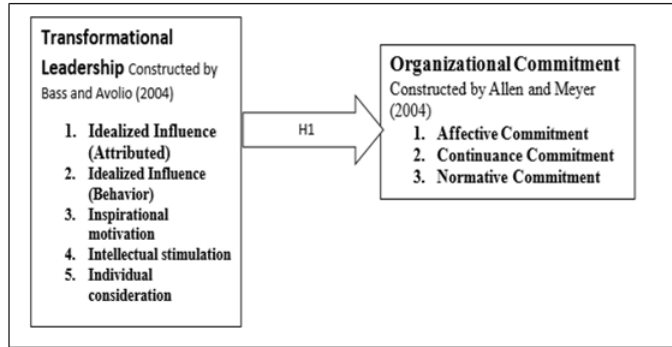 Transformational
Leadership Constructed by
Bass and Avolio (2004)
1. Idealized Influence
(Attributed)
2. Idealized Influence
(Behavior)
3. Inspirational
motivation
4. Intellectual stimulation
5. Individual
consideration
H1
Organizational Commitment
Constructed by Allen and Meyer
(2004)
1. Affective Commitment
2. Continuance Commitment
3. Normative Commitment